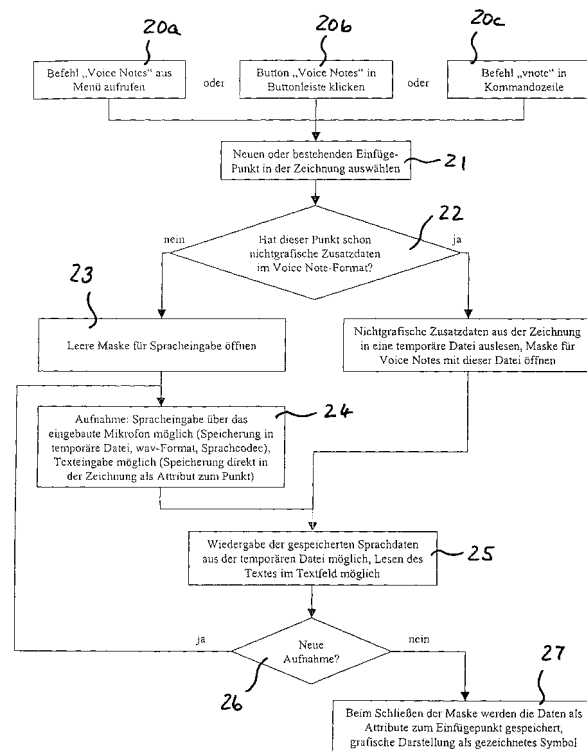 20a
20b
20c
Befehl „Voice Notes“ aus
Menü aufrufen
oder
Button „Voice Notes“ in
Buttonleiste klicken
oder
Befehl „vnote“ in
Kommandozeile
Neuen oder bestehenden Einfüge-
Punkt in der Zeichnung auswählen
21
22
nein
Hat dieser Punkt schon
nichtgrafische Zusatzdaten
im Voice Note-Format?
ja
23
Leere Maske für Spracheingabe öffnen
Nichtgrafische Zusatzdaten aus der Zeichnung
in eine temporäre Datei auslesen, Maske für
Voice Notes mit dieser Datei öffnen
24
Aufnahme: Spracheingabe über das
eingebaute Mikrofon möglich (Speicherung in
temporäre Datei, wav-Format, Sprachcodec),
Texteingabe möglich (Speicherung direkt in
der Zeichnung als Attribut zum Punkt)
Wiedergabe der gespeicherten Sprachdaten
aus der temporären Datei möglich, Lesen des
Textes im Textfeld möglich
25
ja
Neue
Aufnahme?
nein
26
27
Beim Schließen der Maske werden die Daten als
Attribute zum Einfügepunkt gespeichert,
grafische Darstellung als gezeichnetes Symbol